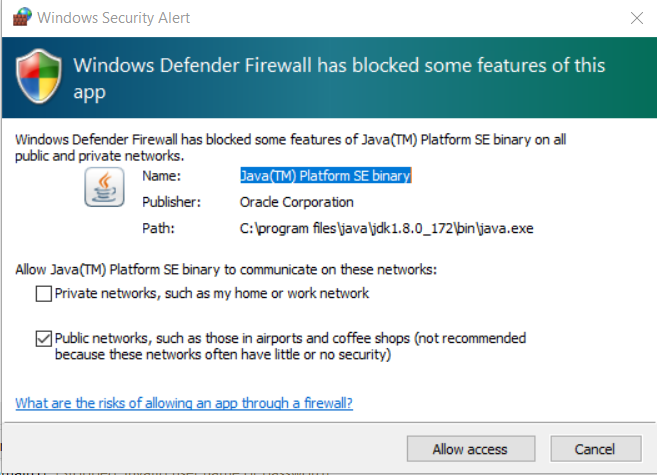 Windows Security Alert
Windows Defender Firewall has blocked some features of this
app
Windows Defender Firewall has blocked some features of Java(TM) Platform SE binary on all
public and private networks.
Name: Java(TM) Platform SE binary
Publisher: Oracle Corporation
Path: C:\program files\java\jdk1.8.0_172\bin\java.exe
Allow Java(TM) Platform SE binary to communicate on these networks:
Private networks, such as my home or work network
Public networks, such as those in airports and coffee shops (not recommended
because these networks often have little or no security)
What are the risks of allowing an app through a firewall?
Allow access Cancel